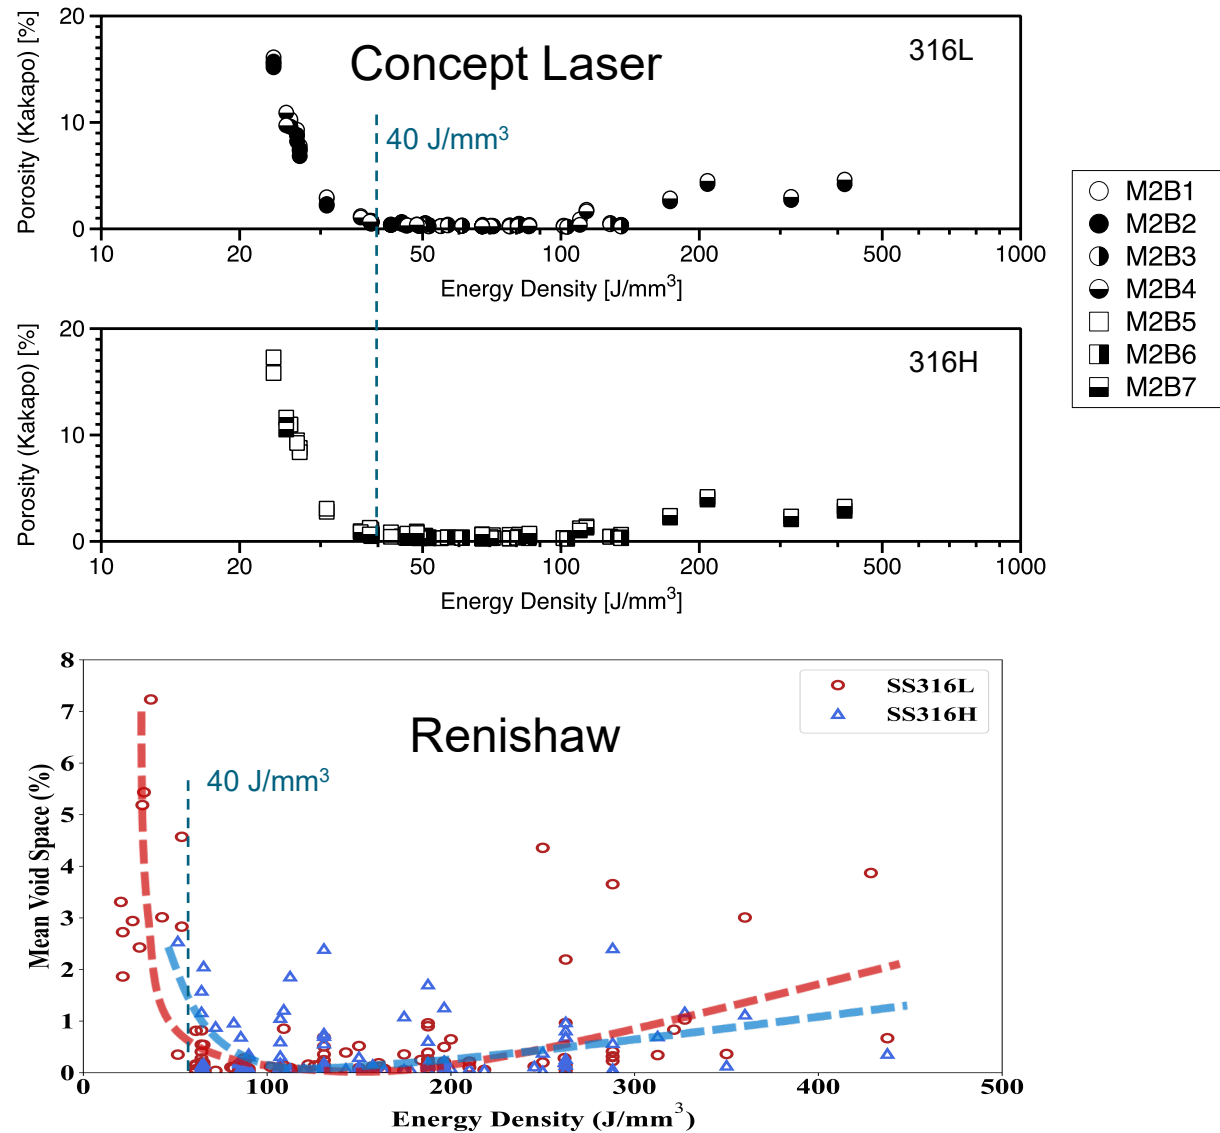 20
10
0
Porosity (Kakapo) [%]
Concept Laser
316L
40 J/mm³
10 20 50 100 200 500 1000
Energy Density [J/mm³]
M2B1
M2B2
M2B3
M2B4
M2B5
M2B6
M2B7
20
10
0
Porosity (Kakapo) [%]
316H
10 20 50 100 200 500 1000
Energy Density [J/mm³]
8
7
6
5
4
3
2
1
0
Mean Void Space (%)
Renishaw
SS316L
SS316H
40 J/mm³
0 100 200 300 400 500
Energy Density (J/mm³)